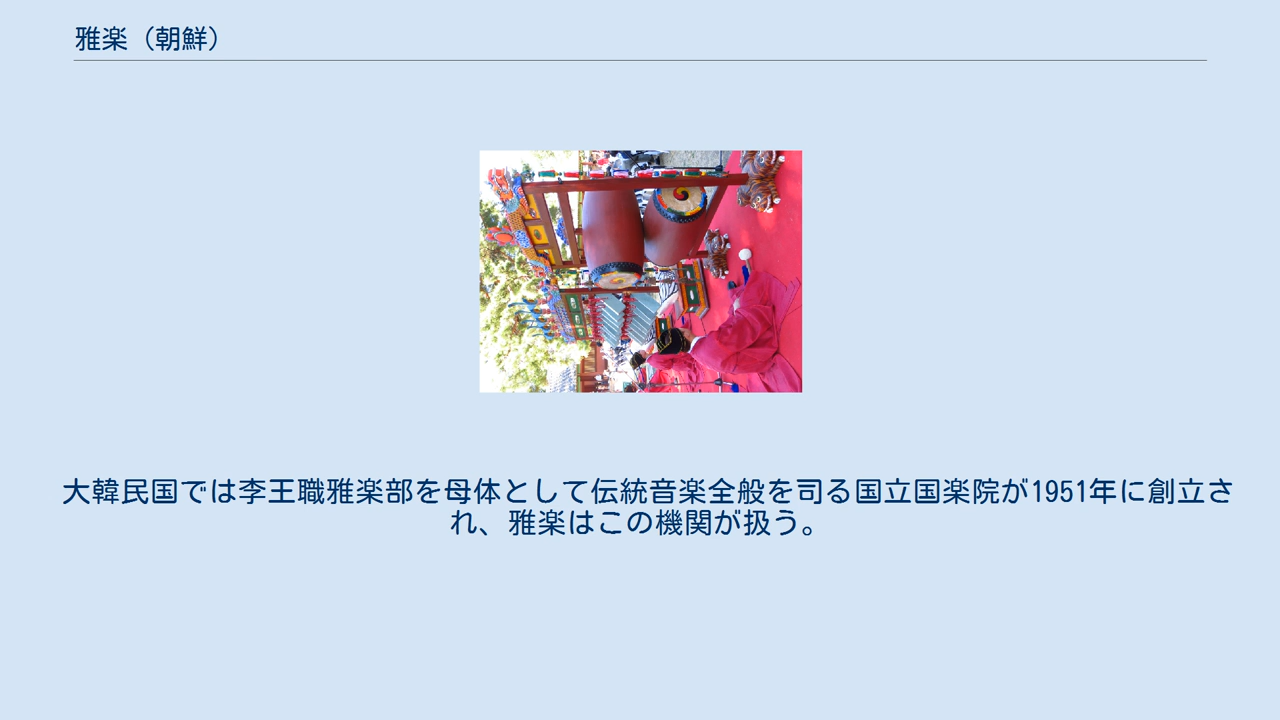 雅楽（朝鮮）
大韓民国では李王職雅楽部を母体として伝統音楽全般を司る国立国楽院が1951年に創立さ
れ、雅楽はこの機関が扱う。